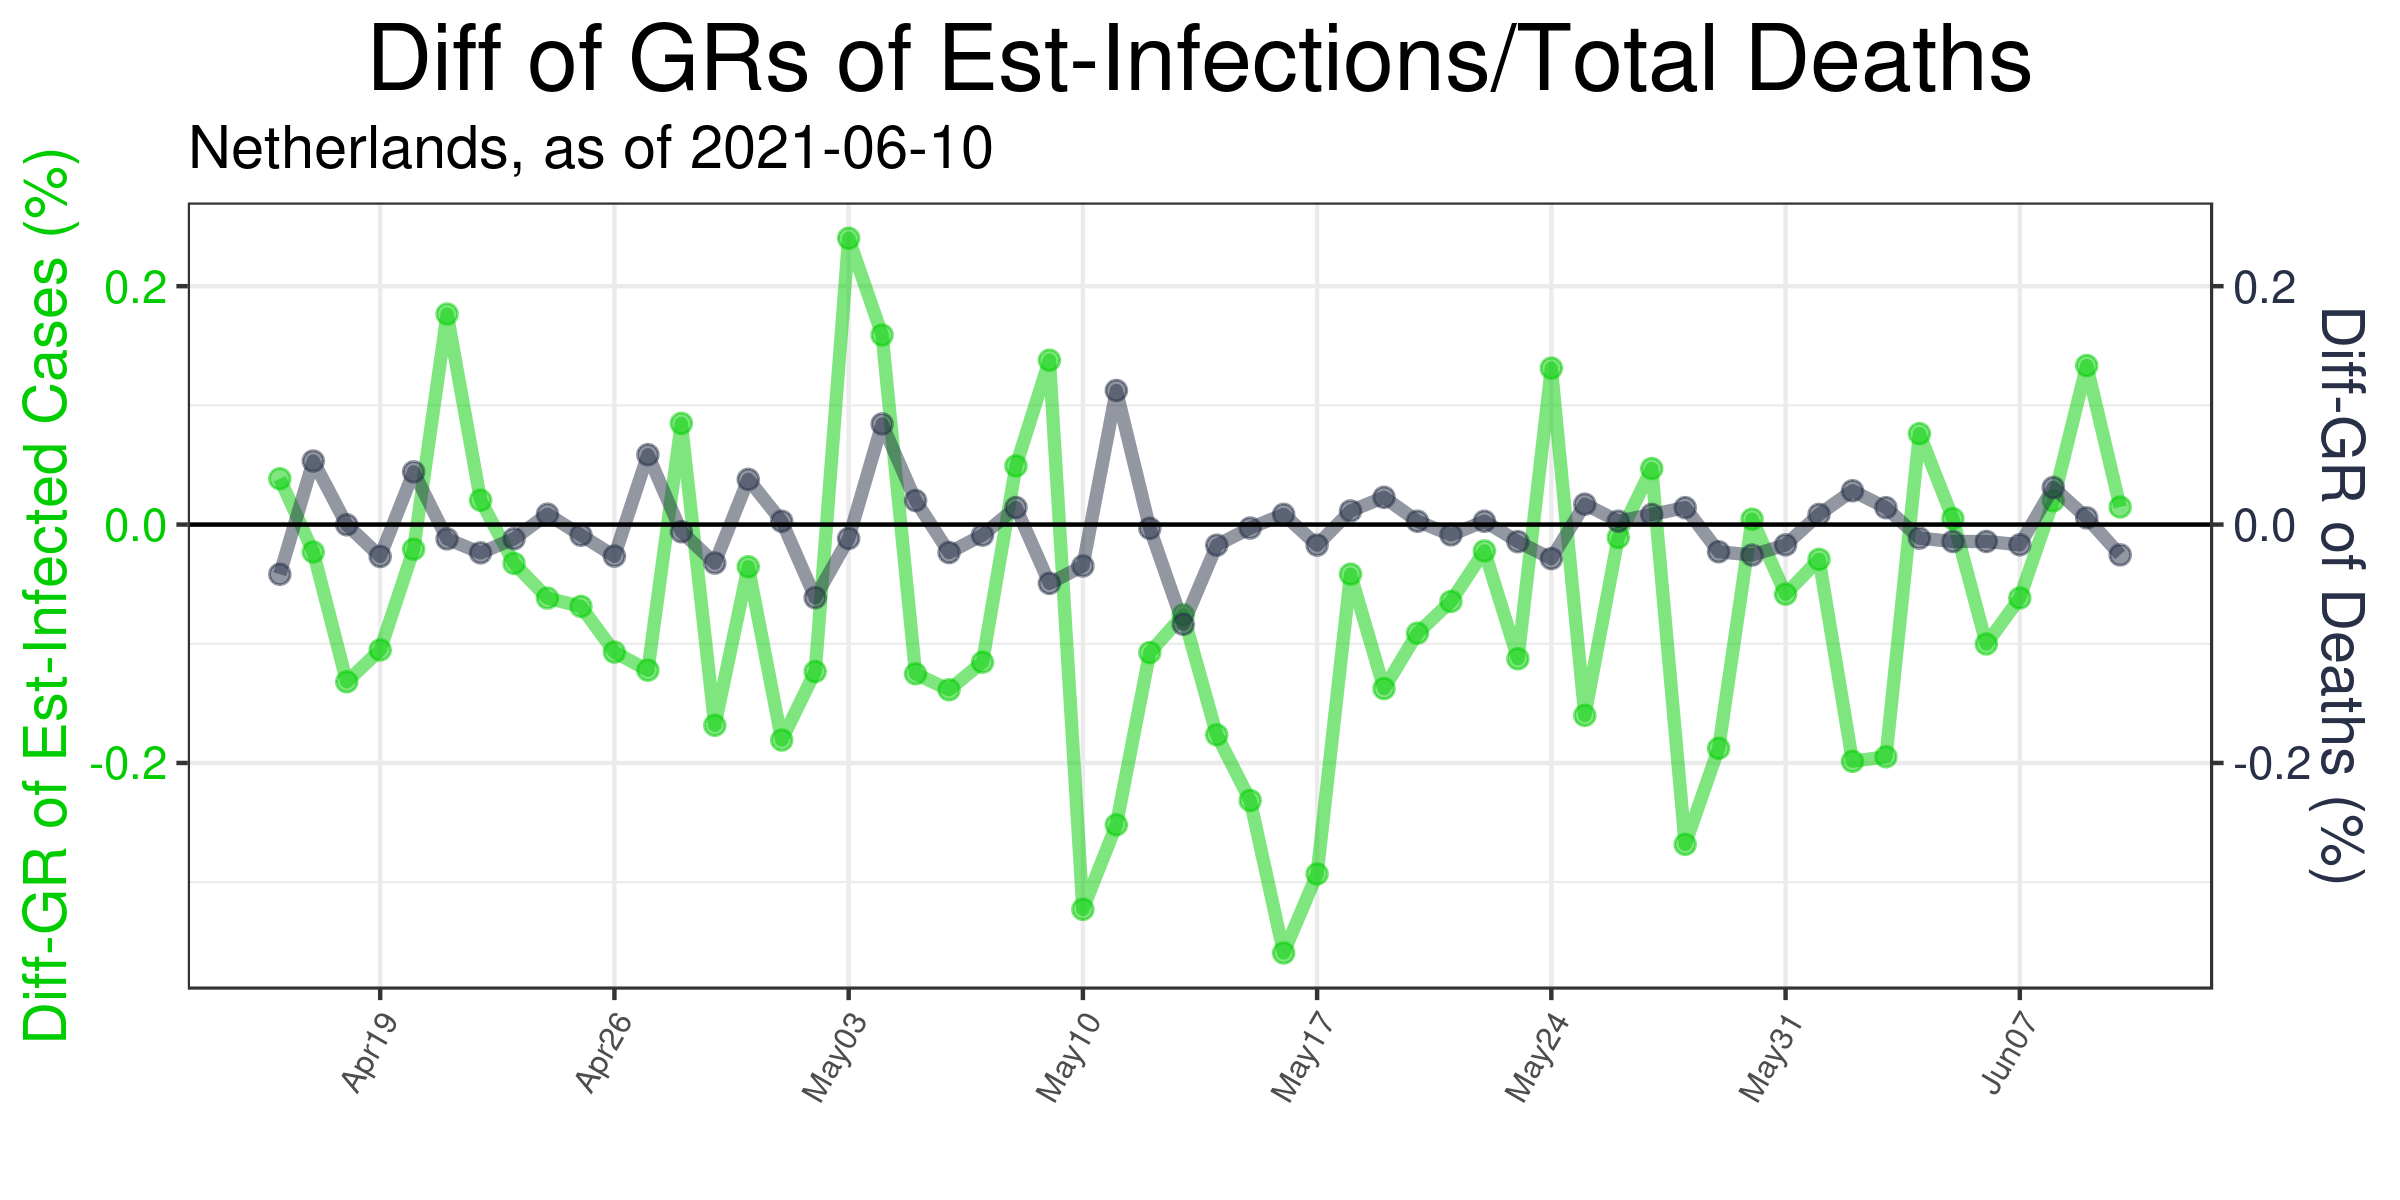 Diff of GRs of Est-Infections/Total Deaths
Netherlands, as of 2021-06-10
Diff-GR of Est-Infected Cases (%)
0.2
0.0
-0.2
0.2
0.0
-0.2
Diff-GR of Deaths (%)
Apr19
Apr26
May03
May10
May17
May24
May31
Jun07